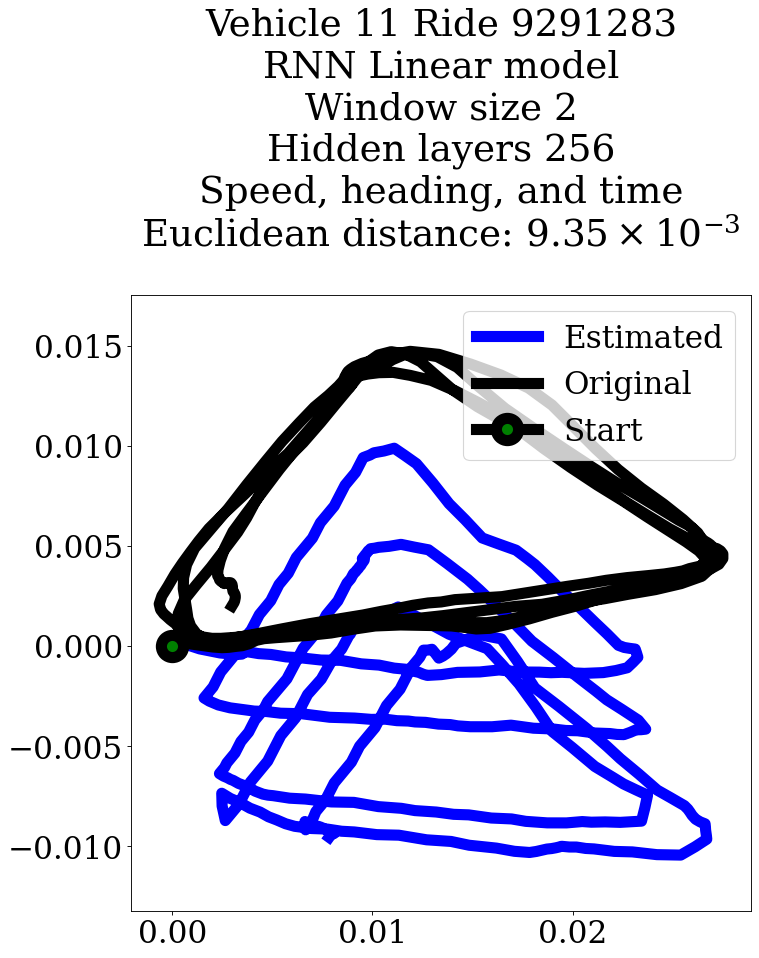 Vehicle 11 Ride 9291283
RNN Linear model
Window size 2
Hidden layers 256
Speed, heading, and time
Euclidean distance: 9.35 × 10⁻³
Estimated
Original
Start
0.015
0.010
0.005
0.000
−0.005
−0.010
0.00 0.01 0.02